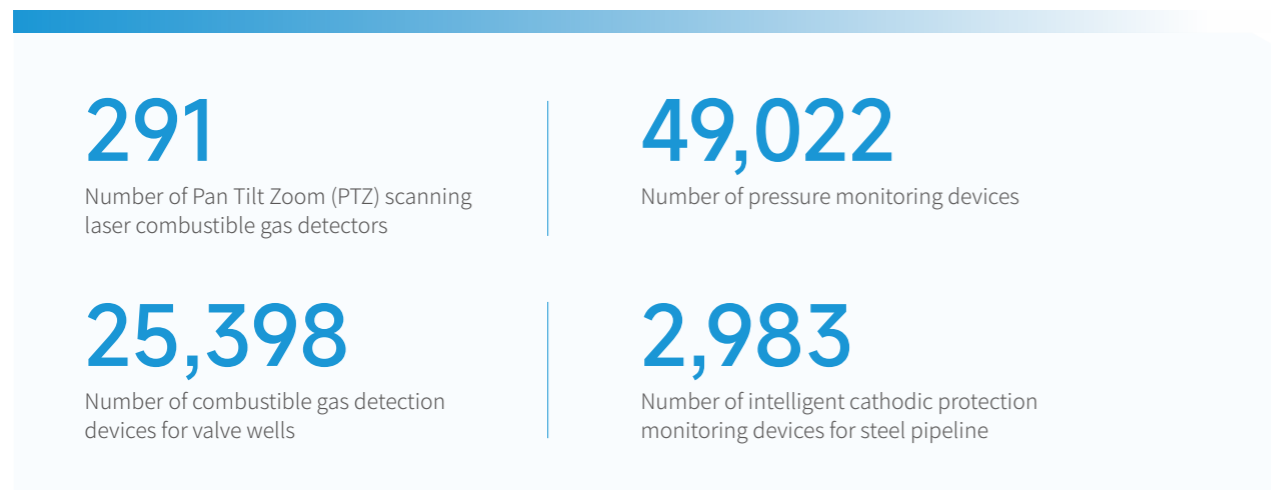 291
Number of Pan Tilt Zoom (PTZ) scanning
laser combustible gas detectors
49,022
Number of pressure monitoring devices
25,398
Number of combustible gas detection
devices for valve wells
2,983
Number of intelligent cathodic protection
monitoring devices for steel pipeline